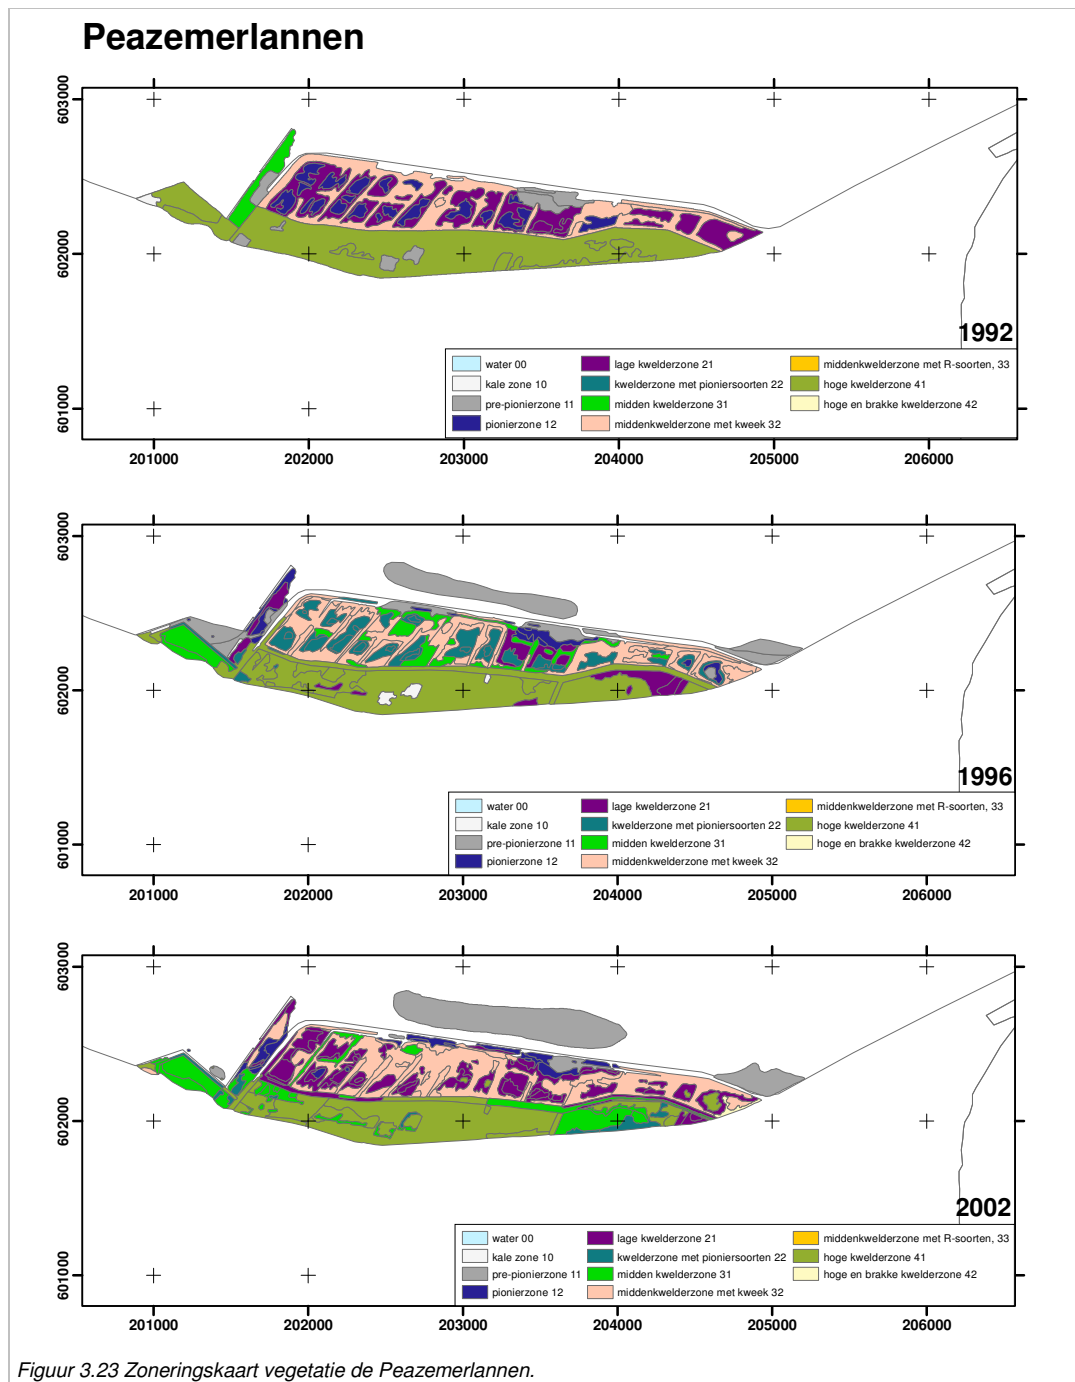 Peazemerlannen
603000
602000
601000
1992
water 00
kale zone 10
pre-pionierzone 11
pionierzone 12
lage kwelderzone 21
kwelderzone met pioniersoorten 22
midden kwelderzone 31
middenkwelderzone met kweek 32
middenkwelderzone met R-soorten, 33
hoge kwelderzone 41
hoge en brakke kwelderzone 42
201000 202000 203000 204000 205000 206000
603000
602000
601000
1996
water 00
kale zone 10
pre-pionierzone 11
pionierzone 12
lage kwelderzone 21
kwelderzone met pioniersoorten 22
midden kwelderzone 31
middenkwelderzone met kweek 32
middenkwelderzone met R-soorten, 33
hoge kwelderzone 41
hoge en brakke kwelderzone 42
201000 202000 203000 204000 205000 206000
603000
602000
601000
2002
water 00
kale zone 10
pre-pionierzone 11
pionierzone 12
lage kwelderzone 21
kwelderzone met pioniersoorten 22
midden kwelderzone 31
middenkwelderzone met kweek 32
middenkwelderzone met R-soorten, 33
hoge kwelderzone 41
hoge en brakke kwelderzone 42
201000 202000 203000 204000 205000 206000
Figuur 3.23 Zoneringskaart vegetatie de Peazemerlannen.